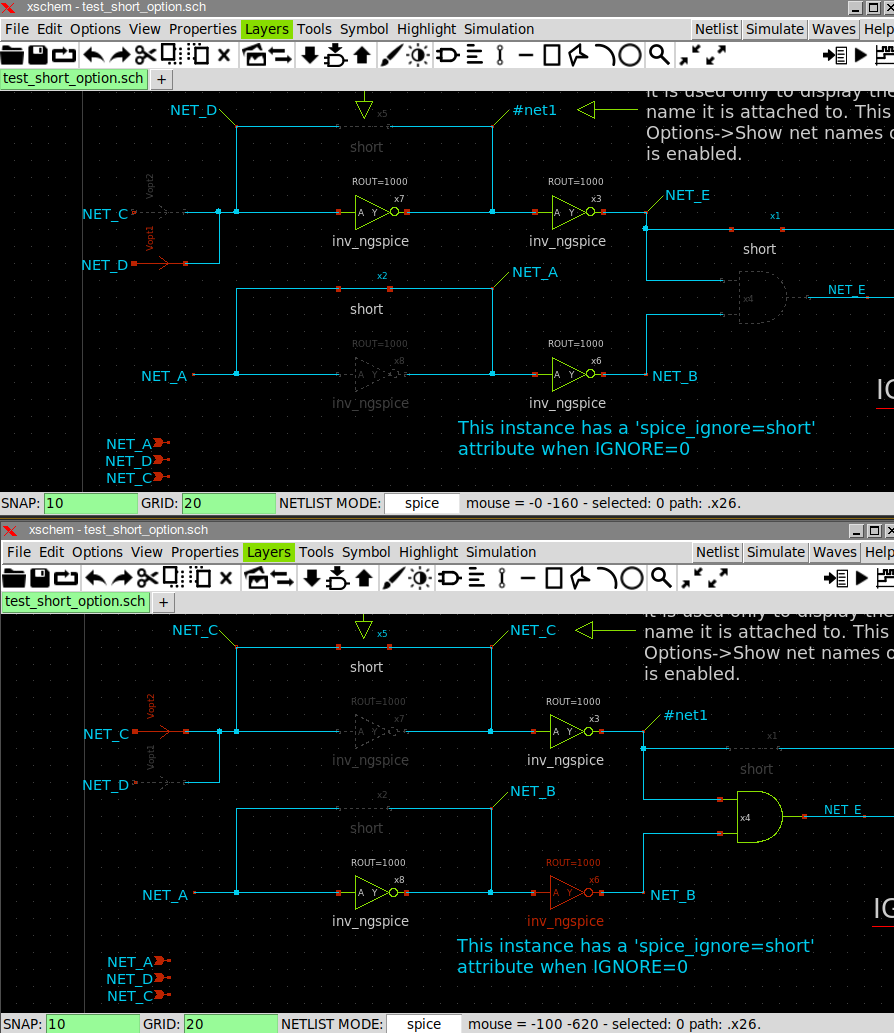 xschem - test_short_option.sch
File Edit Options View Properties Layers Tools Symbol Highlight Simulation Netlist Simulate Waves Help
test_short_option.sch +
It is used only to display the
NET_D x5 #net1 name it is attached to. This
Options->Show net names o
short is enabled.
Vopt2 ROUT=1000 ROUT=1000
x7 x3 NET_E
NET_C A Y A Y x1
Vopt1 inv_ngspice inv_ngspice short
NET_D x2 NET_A
short x4 NET_E
ROUT=1000 ROUT=1000
x8 x6
NET_A A Y A Y NET_B
inv_ngspice inv_ngspice IG
This instance has a 'spice_ignore=short'
NET_A attribute when IGNORE=0
NET_D
NET_C
SNAP: 10 GRID: 20 NETLIST MODE: spice mouse = -0 -160 - selected: 0 path: .x26.
xschem - test_short_option.sch
File Edit Options View Properties Layers Tools Symbol Highlight Simulation Netlist Simulate Waves Help
test_short_option.sch +
It is used only to display the
NET_C x5 NET_C name it is attached to. This
Options->Show net names o
short is enabled.
Vopt2 ROUT=1000 ROUT=1000
x7 x3 #net1
NET_C A Y A Y x1
Vopt1 inv_ngspice inv_ngspice short
NET_D x2 NET_B
short x4 NET_E
ROUT=1000 ROUT=1000
x8 x6
NET_A A Y A Y NET_B
inv_ngspice inv_ngspice IG
This instance has a 'spice_ignore=short'
NET_A attribute when IGNORE=0
NET_D
NET_C
SNAP: 10 GRID: 20 NETLIST MODE: spice mouse = -100 -620 - selected: 0 path: .x26.